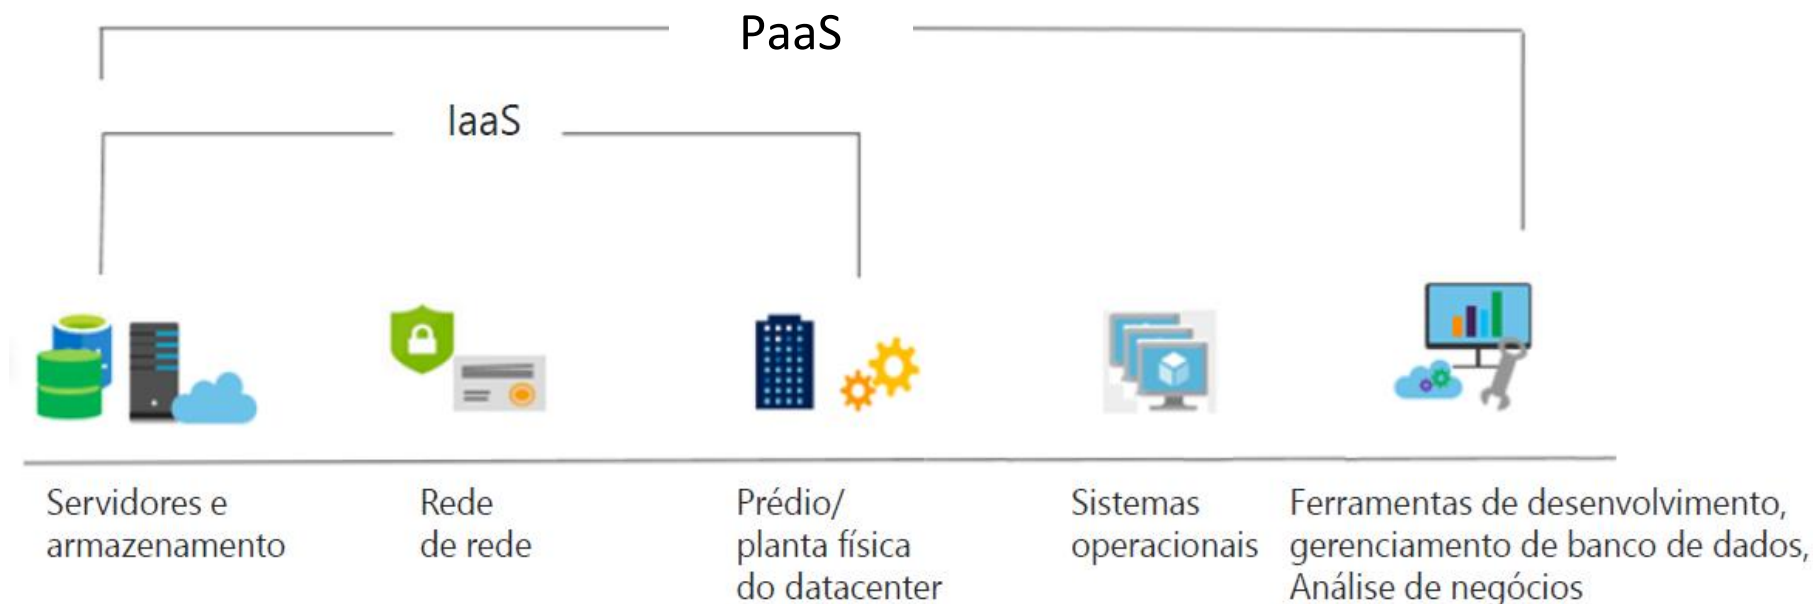 PaaS
IaaS
Servidores e
armazenamento
Rede
de rede
Prédio/
planta física
do datacenter
Sistemas
operacionais
Ferramentas de desenvolvimento,
gerenciamento de banco de dados,
Análise de negócios